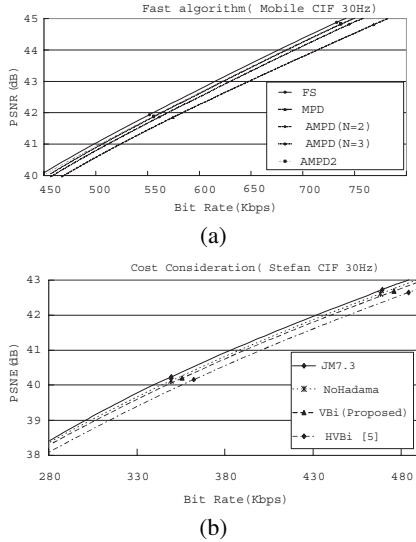 Fast algorithm( Mobile CIF 30Hz)
PSNR(dB)
45
44
43
42
41
40
FS
MPD
AMPD(N=2)
AMPD(N=3)
AMPD2
450 500 550 600 650 700 750
Bit Rate(Kbps)
(a)
Cost Consideration( Stefan CIF 30Hz)
PSNE(dB)
43
42
41
40
39
38
JM7.3
NoHadama
VBi(Proposed)
HVBi [5]
280 330 380 430 480
Bit Rate(Kbps)
(b)